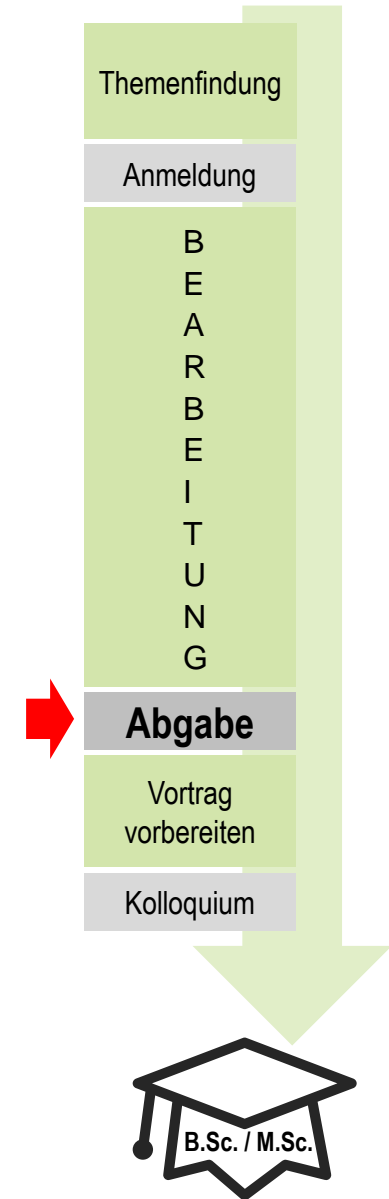 Themenfindung
Anmeldung
B
E
A
R
B
E
I
T
U
N
G
Abgabe
Vortrag
vorbereiten
Kolloquium
B.Sc. / M.Sc.